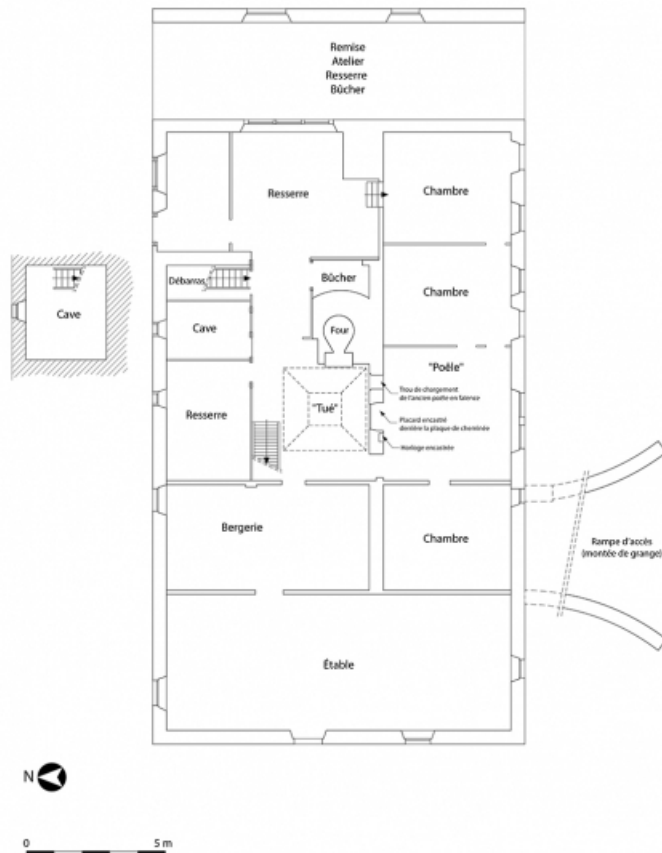 Remise
Atelier
Resserre
Bûcher
Resserre
Chambre
Débarras
Bûcher
Chambre
Cave
Cave
Four
"Poêle"
Trou de chargement
de l'ancien poêle en faïence
"Tué"
Placard encastré
derrière la plaque de cheminée
Resserre
Horloge encastrée
Bergerie
Chambre
Rampe d'accès
(montée de grange)
Étable
N
0 5 m